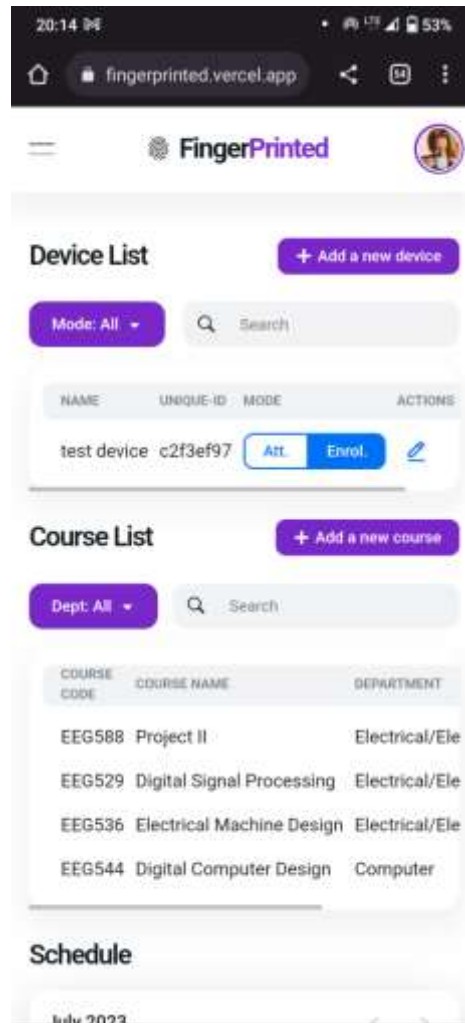 20:14 LTE 53%
fingerprinted.vercel.app 54
FingerPrinted
Device List + Add a new device
Mode: All Search
NAME UNIQUE-ID MODE ACTIONS
test device c2f3ef97 Att. Enrol.
Course List + Add a new course
Dept: All Search
COURSE CODE COURSE NAME DEPARTMENT
EEG588 Project II Electrical/Ele
EEG529 Digital Signal Processing Electrical/Ele
EEG536 Electrical Machine Design Electrical/Ele
EEG544 Digital Computer Design Computer
Schedule
July 2023